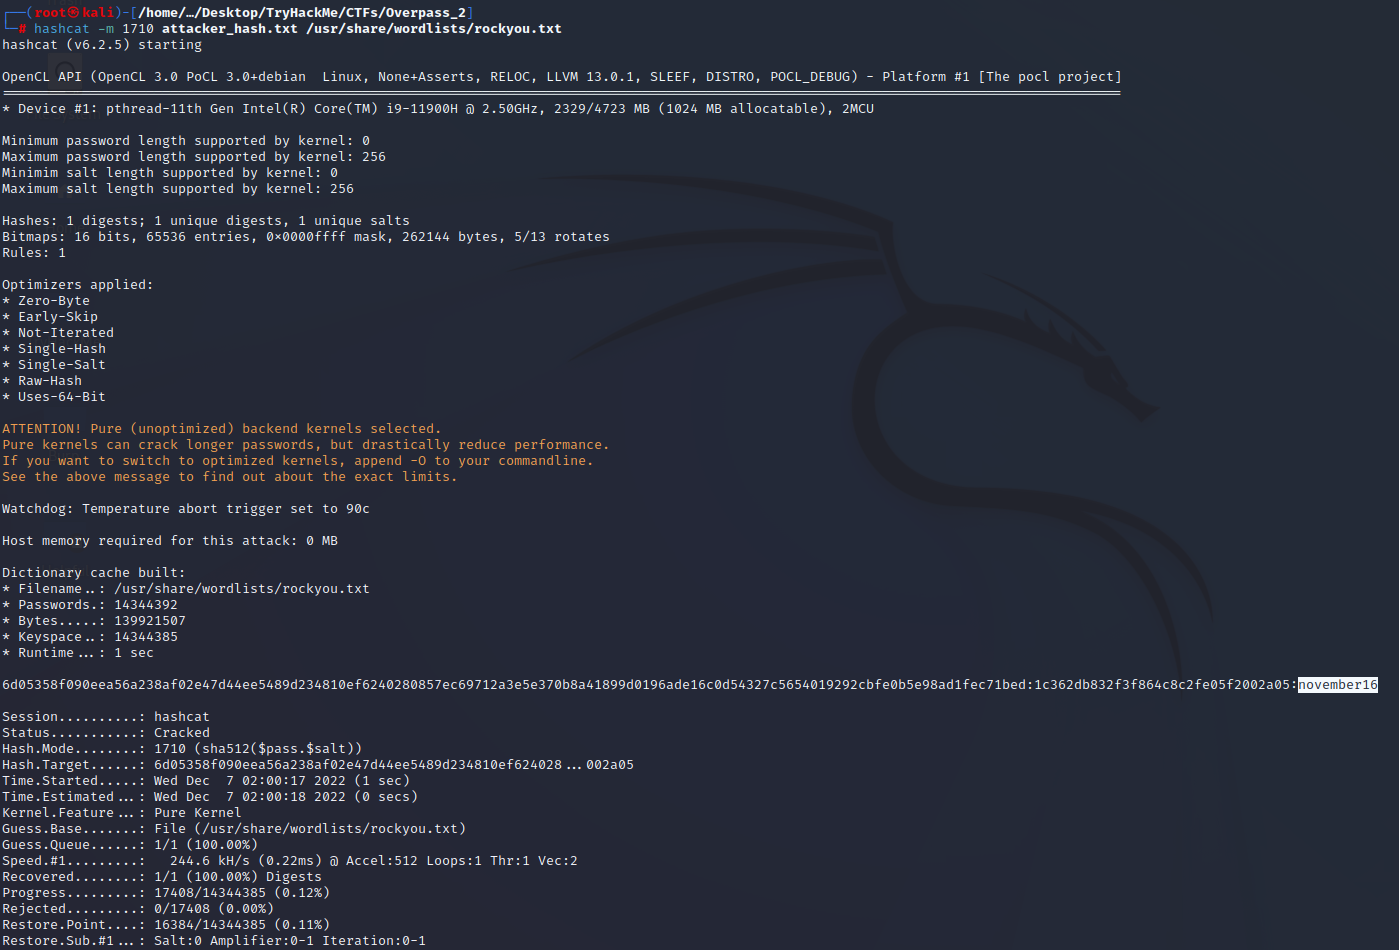 ┌──(root㉿kali)-[/home/…/Desktop/TryHackMe/CTFs/Overpass_2]
└─# hashcat -m 1710 attacker_hash.txt /usr/share/wordlists/rockyou.txt
hashcat (v6.2.5) starting
OpenCL API (OpenCL 3.0 PoCL 3.0+debian  Linux, None+Asserts, RELOC, LLVM 13.0.1, SLEEF, DISTRO, POCL_DEBUG) - Platform #1 [The pocl project]
* Device #1: pthread-11th Gen Intel(R) Core(TM) i9-11900H @ 2.50GHz, 2329/4723 MB (1024 MB allocatable), 2MCU
Minimum password length supported by kernel: 0
Maximum password length supported by kernel: 256
Minimim salt length supported by kernel: 0
Maximum salt length supported by kernel: 256
Hashes: 1 digests; 1 unique digests, 1 unique salts
Bitmaps: 16 bits, 65536 entries, 0x0000ffff mask, 262144 bytes, 5/13 rotates
Rules: 1
Optimizers applied:
* Zero-Byte
* Early-Skip
* Not-Iterated
* Single-Hash
* Single-Salt
* Raw-Hash
* Uses-64-Bit
ATTENTION! Pure (unoptimized) backend kernels selected.
Pure kernels can crack longer passwords, but drastically reduce performance.
If you want to switch to optimized kernels, append -O to your commandline.
See the above message to find out about the exact limits.
Watchdog: Temperature abort trigger set to 90c
Host memory required for this attack: 0 MB
Dictionary cache built:
* Filename..: /usr/share/wordlists/rockyou.txt
* Passwords.: 14344392
* Bytes.....: 139921507
* Keyspace..: 14344385
* Runtime...: 1 sec
6d05358f090eea56a238af02e47d44ee5489d234810ef6240280857ec69712a3e5e370b8a41899d0196ade16c0d54327c5654019292cbfe0b5e98ad1fec71bed:1c362db832f3f864c8c2fe05f2002a05:november16
Session..........: hashcat
Status...........: Cracked
Hash.Mode........: 1710 (sha512($pass.$salt))
Hash.Target......: 6d05358f090eea56a238af02e47d44ee5489d234810ef624028...002a05
Time.Started.....: Wed Dec  7 02:00:17 2022 (1 sec)
Time.Estimated...: Wed Dec  7 02:00:18 2022 (0 secs)
Kernel.Feature...: Pure Kernel
Guess.Base.......: File (/usr/share/wordlists/rockyou.txt)
Guess.Queue......: 1/1 (100.00%)
Speed.#1.........:   244.6 kH/s (0.22ms) @ Accel:512 Loops:1 Thr:1 Vec:2
Recovered........: 1/1 (100.00%) Digests
Progress.........: 17408/14344385 (0.12%)
Rejected.........: 0/17408 (0.00%)
Restore.Point....: 16384/14344385 (0.11%)
Restore.Sub.#1...: Salt:0 Amplifier:0-1 Iteration:0-1